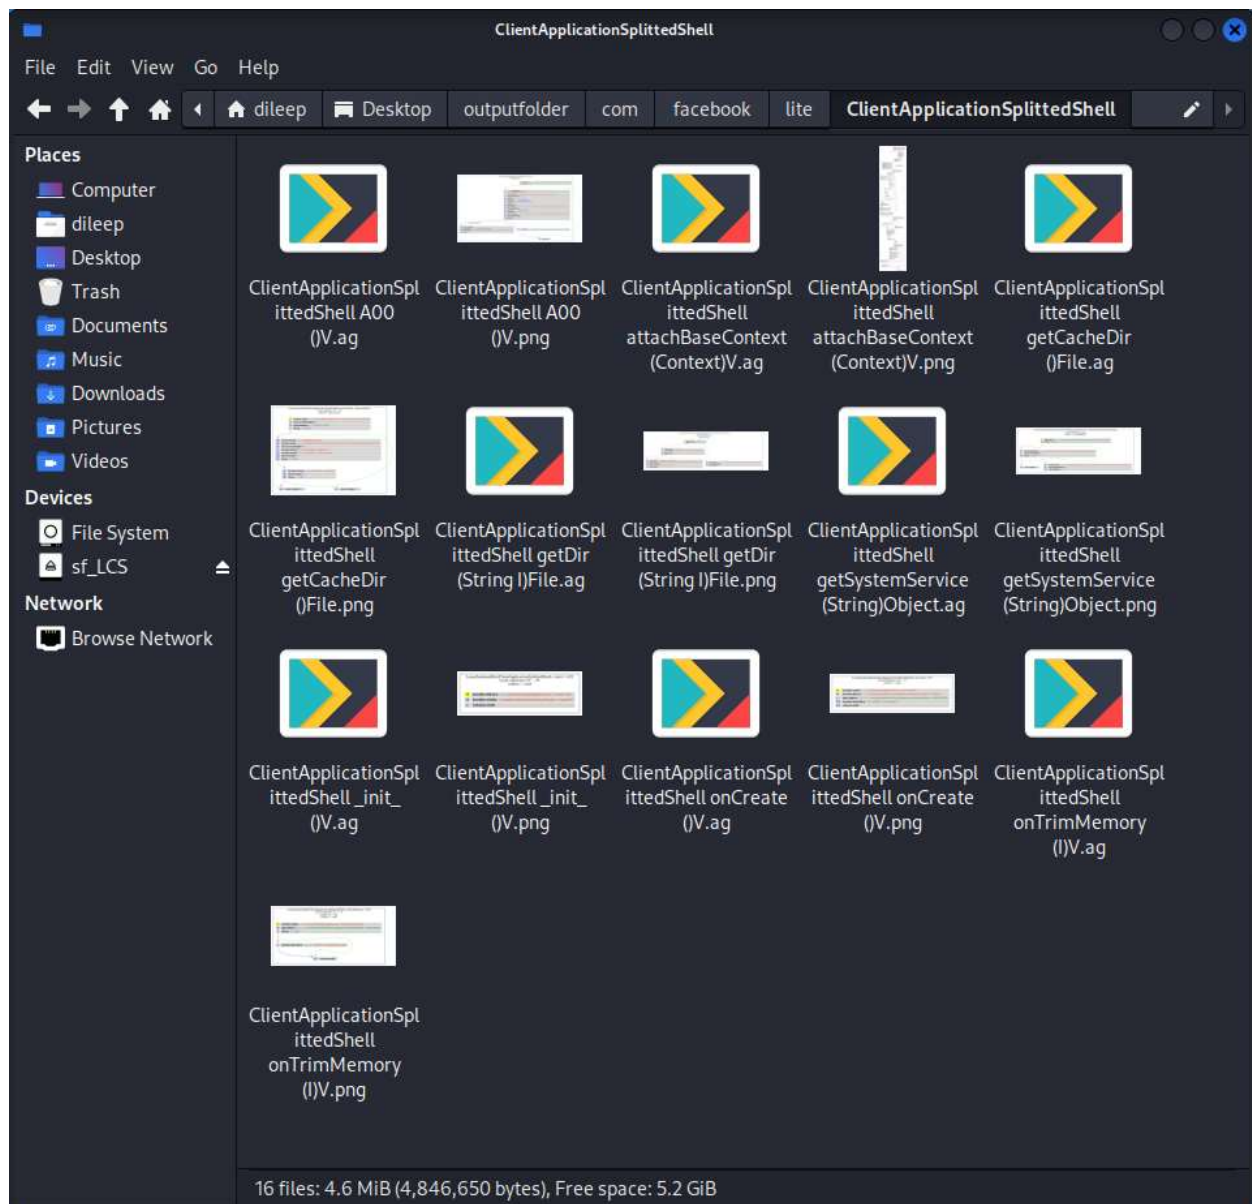 ClientApplicationSplittedShell
File Edit View Go Help
dileep Desktop outputfolder com facebook lite ClientApplicationSplittedShell
Places
Computer
dileep
Desktop
Trash
Documents
Music
Downloads
Pictures
Videos
Devices
File System
sf_LCS
Network
Browse Network
ClientApplicationSpl
ittedShell A00
()V.ag
ClientApplicationSpl
ittedShell A00
()V.png
ClientApplicationSpl
ittedShell
attachBaseContext
(Context)V.ag
ClientApplicationSpl
ittedShell
attachBaseContext
(Context)V.png
ClientApplicationSpl
ittedShell
getCacheDir
()File.ag
ClientApplicationSpl
ittedShell
getCacheDir
()File.png
ClientApplicationSpl
ittedShell getDir
(String I)File.ag
ClientApplicationSpl
ittedShell getDir
(String I)File.png
ClientApplicationSpl
ittedShell
getSystemService
(String)Object.ag
ClientApplicationSpl
ittedShell
getSystemService
(String)Object.png
ClientApplicationSpl
ittedShell _init_
()V.ag
ClientApplicationSpl
ittedShell _init_
()V.png
ClientApplicationSpl
ittedShell onCreate
()V.ag
ClientApplicationSpl
ittedShell onCreate
()V.png
ClientApplicationSpl
ittedShell
onTrimMemory
(I)V.ag
ClientApplicationSpl
ittedShell
onTrimMemory
(I)V.png
16 files: 4.6 MiB (4,846,650 bytes), Free space: 5.2 GiB